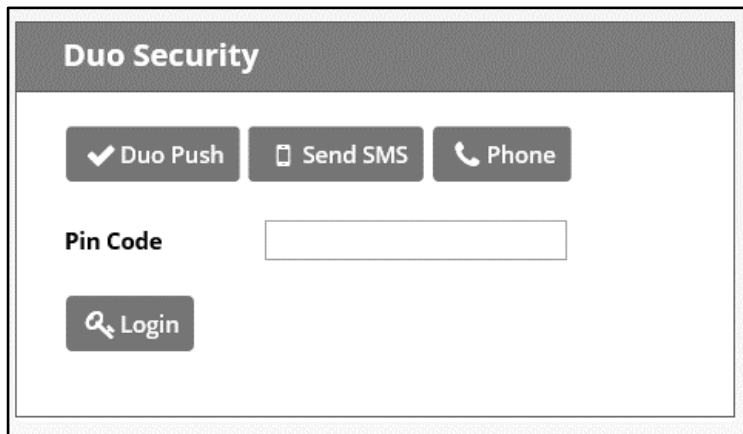 Duo Security
Duo Push Send SMS Phone
Pin Code
Login